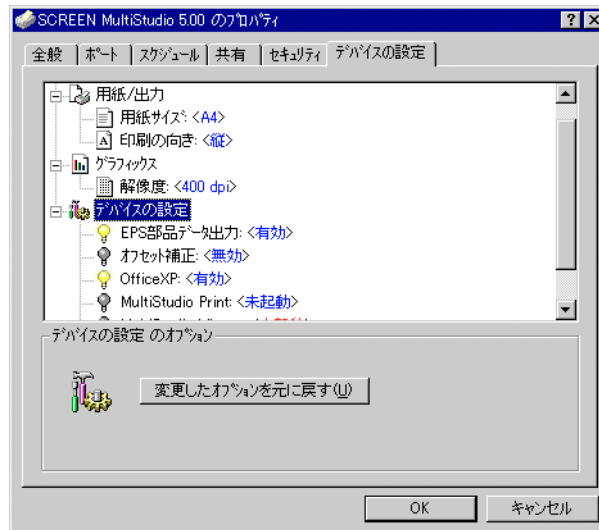 SCREEN MultiStudio 5.00 のﾌﾟﾛﾊﾟﾃｨ
全般 ﾎﾟｰﾄ ｽｹｼﾞｭｰﾙ 共有 ｾｷｭﾘﾃｨ ﾃﾞﾊﾞｲｽの設定
用紙/出力
用紙ｻｲｽﾞ: <A4>
印刷の向き: <縦>
ｸﾞﾗﾌｨｯｸｽ
解像度: <400 dpi>
ﾃﾞﾊﾞｲｽの設定
EPS部品ﾃﾞｰﾀ出力: <有効>
ｵﾌｾｯﾄ補正: <無効>
OfficeXP: <有効>
MultiStudio Print: <未起動>
ﾃﾞﾊﾞｲｽの設定 のｵﾌﾟｼｮﾝ
変更したｵﾌﾟｼｮﾝを元に戻す(U)
OK ｷｬﾝｾﾙ